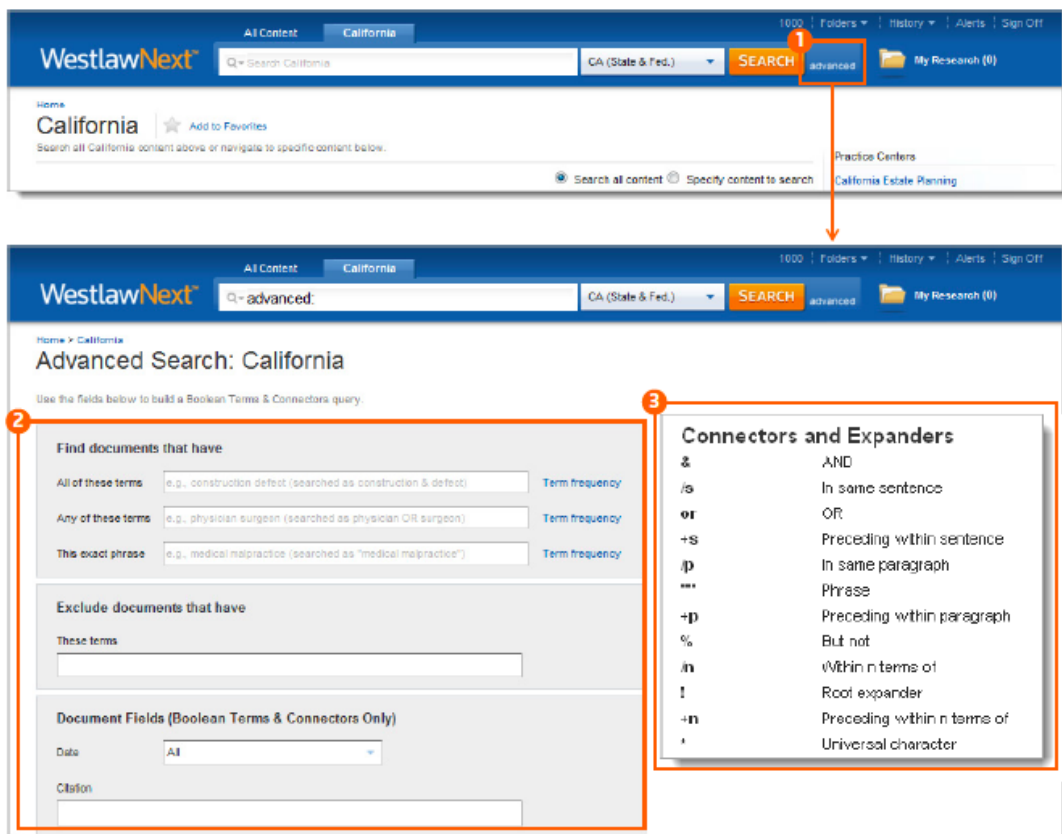 All Content California 1000 Folders History Alerts Sign Off
WestlawNext™ Search California CA (State & Fed.) SEARCH 1 advanced My Research (0)
Home
California Add to Favorites
Search all California content above or navigate to specific content below.
Search all content Specify content to search
Practice Centers
California Estate Planning
All Content California 1000 Folders History Alerts Sign Off
WestlawNext™ advanced: CA (State & Fed.) SEARCH advanced My Research (0)
Home > California
Advanced Search: California
Use the fields below to build a Boolean Terms & Connectors query.
2
Find documents that have
All of these terms e.g., construction defect (searched as construction & defect) Term frequency
Any of these terms e.g., physician surgeon (searched as physician OR surgeon) Term frequency
This exact phrase e.g., medical malpractice (searched as "medical malpractice") Term frequency
Exclude documents that have
These terms
Document Fields (Boolean Terms & Connectors Only)
Date All
Citation
3
Connectors and Expanders
& AND
/s In same sentence
or OR
+s Preceding within sentence
/p In same paragraph
"" Phrase
+p Preceding within paragraph
% But not
/n Within n terms of
! Root expander
+n Preceding within n terms of
* Universal character